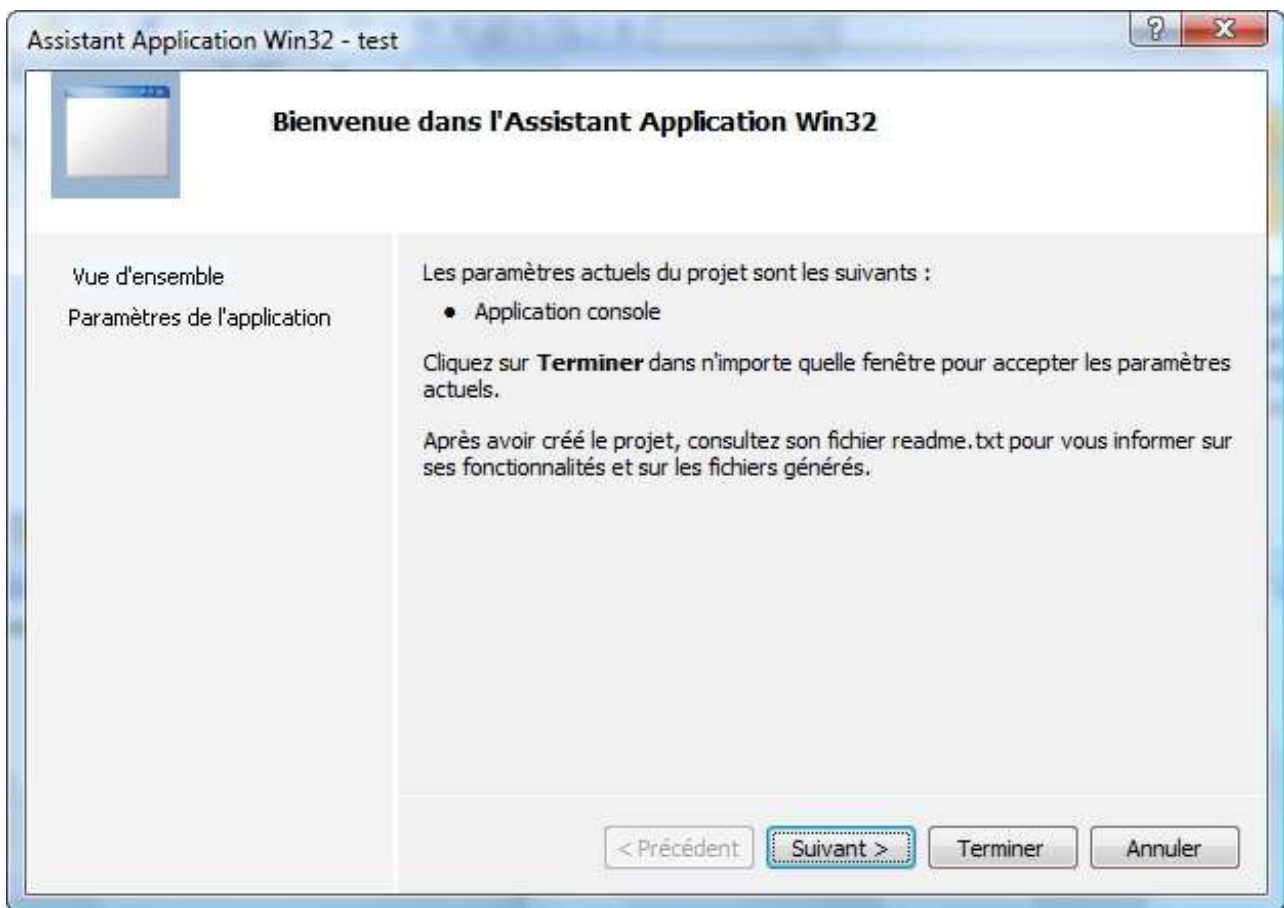 Assistant Application Win32 - test
Bienvenue dans l'Assistant Application Win32
Vue d'ensemble
Paramètres de l'application
Les paramètres actuels du projet sont les suivants :
• Application console
Cliquez sur Terminer dans n'importe quelle fenêtre pour accepter les paramètres
actuels.
Après avoir créé le projet, consultez son fichier readme.txt pour vous informer sur
ses fonctionnalités et sur les fichiers générés.
< Précédent Suivant > Terminer Annuler